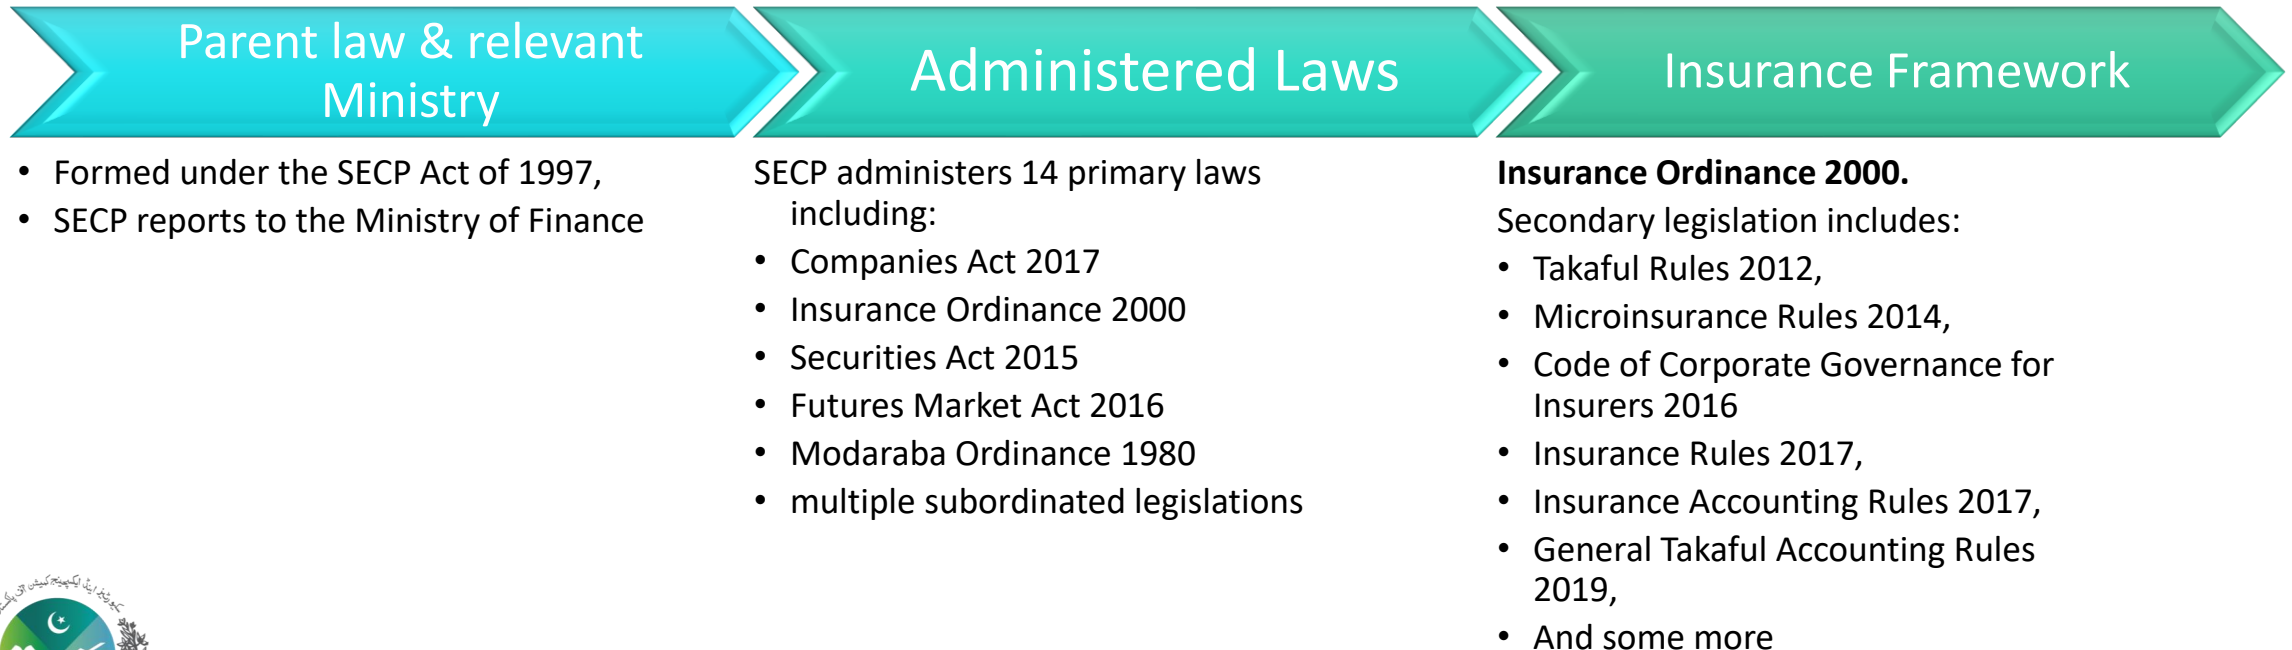 Parent law & relevant
Ministry
• Formed under the SECP Act of 1997,
• SECP reports to the Ministry of Finance
Administered Laws
SECP administers 14 primary laws
including:
• Companies Act 2017
• Insurance Ordinance 2000
• Securities Act 2015
• Futures Market Act 2016
• Modaraba Ordinance 1980
• multiple subordinated legislations
Insurance Framework
Insurance Ordinance 2000.
Secondary legislation includes:
• Takaful Rules 2012,
• Microinsurance Rules 2014,
• Code of Corporate Governance for
Insurers 2016
• Insurance Rules 2017,
• Insurance Accounting Rules 2017,
• General Takaful Accounting Rules
2019,
• And some more